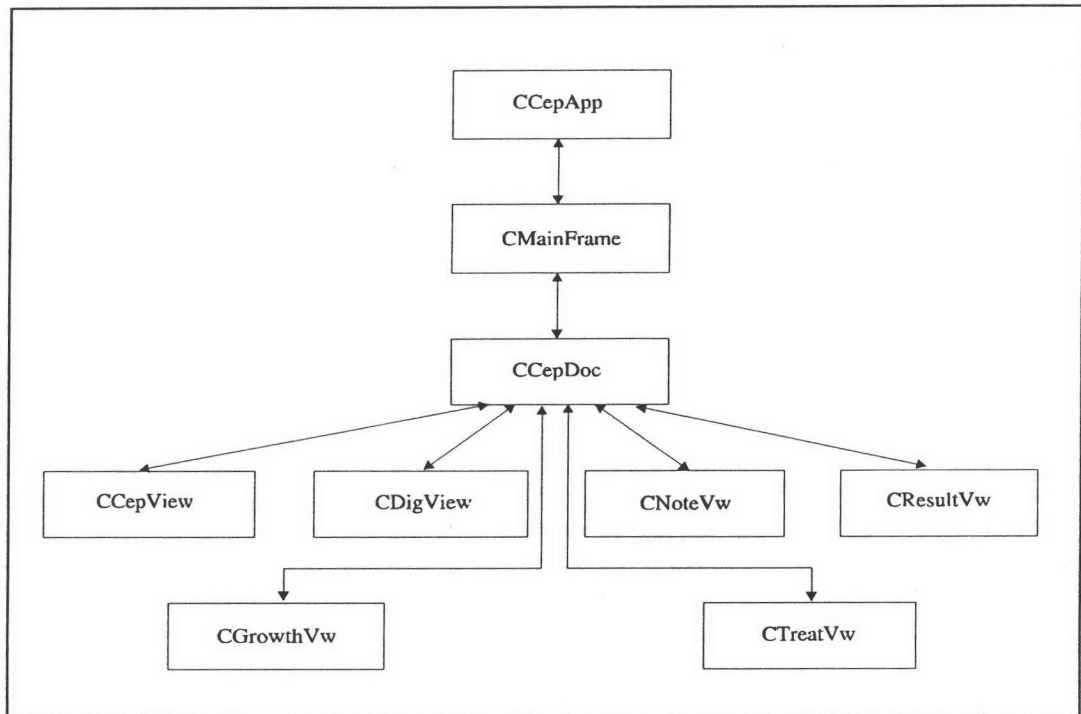 CCepApp
CMainFrame
CCepDoc
CCepView
CDigView
CNoteVw
CResultVw
CGrowthVw
CTreatVw